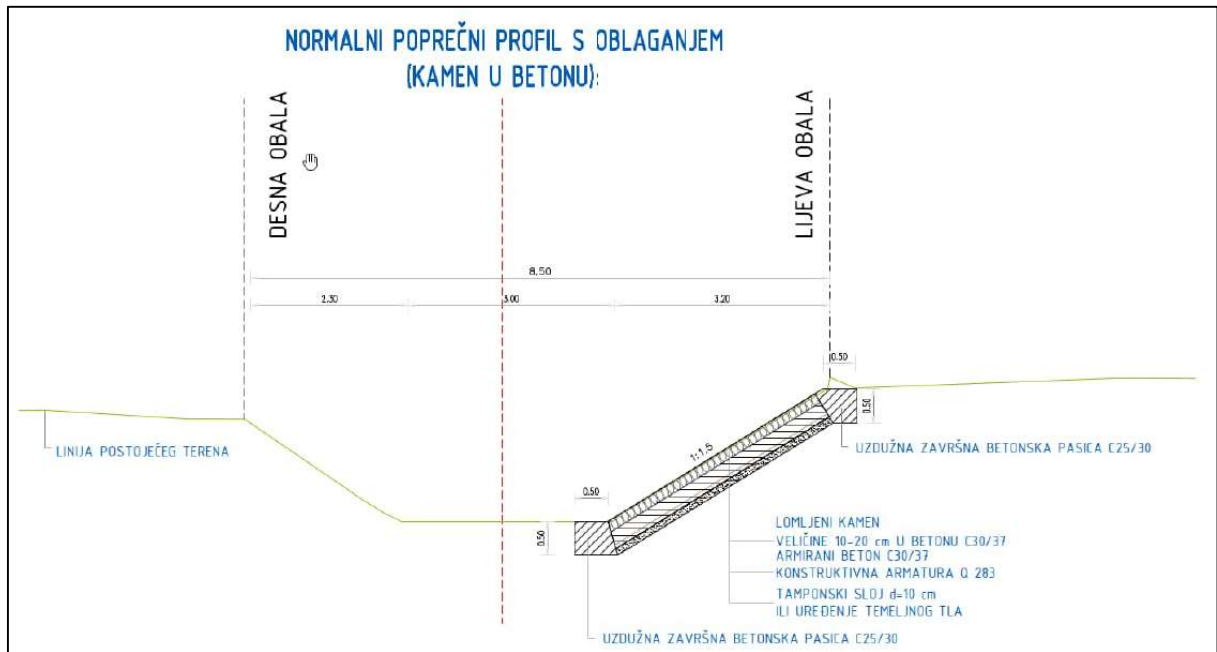 NORMALNI POPREČNI PROFIL S OBLAGANJEM
(KAMEN U BETONU):
DESNA OBALA
LIJEVA OBALA
8,50
2.30
3.00
3.20
0.50
0.50
LINIJA POSTOJEĆEG TERENA
1:1.5
UZDUŽNA ZAVRŠNA BETONSKA PASICA C25/30
0.50
0.50
LOMLJENI KAMEN
VELIČINE 10-20 cm U BETONU C30/37
ARMIRANI BETON C30/37
KONSTRUKTIVNA ARMATURA Q 283
TAMPONSKI SLOJ d=10 cm
ILI UREĐENJE TEMELJNOG TLA
UZDUŽNA ZAVRŠNA BETONSKA PASICA C25/30